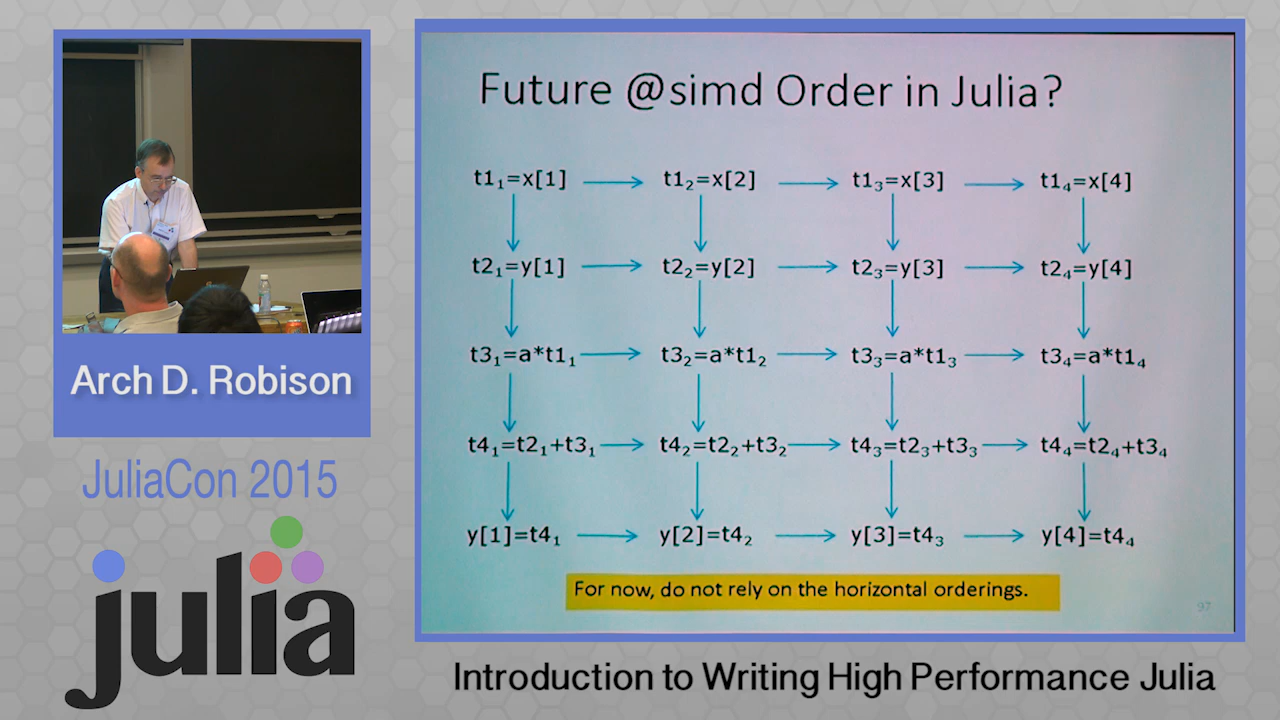 Future @simd Order in Julia?
t1₁=x[1] → t1₂=x[2] → t1₃=x[3] → t1₄=x[4]
t2₁=y[1] → t2₂=y[2] → t2₃=y[3] → t2₄=y[4]
t3₁=a*t1₁ → t3₂=a*t1₂ → t3₃=a*t1₃ → t3₄=a*t1₄
t4₁=t2₁+t3₁ → t4₂=t2₂+t3₂ → t4₃=t2₃+t3₃ → t4₄=t2₄+t3₄
y[1]=t4₁ → y[2]=t4₂ → y[3]=t4₃ → y[4]=t4₄
For now, do not rely on the horizontal orderings.
97
Arch D. Robison
JuliaCon 2015
julia
Introduction to Writing High Performance Julia